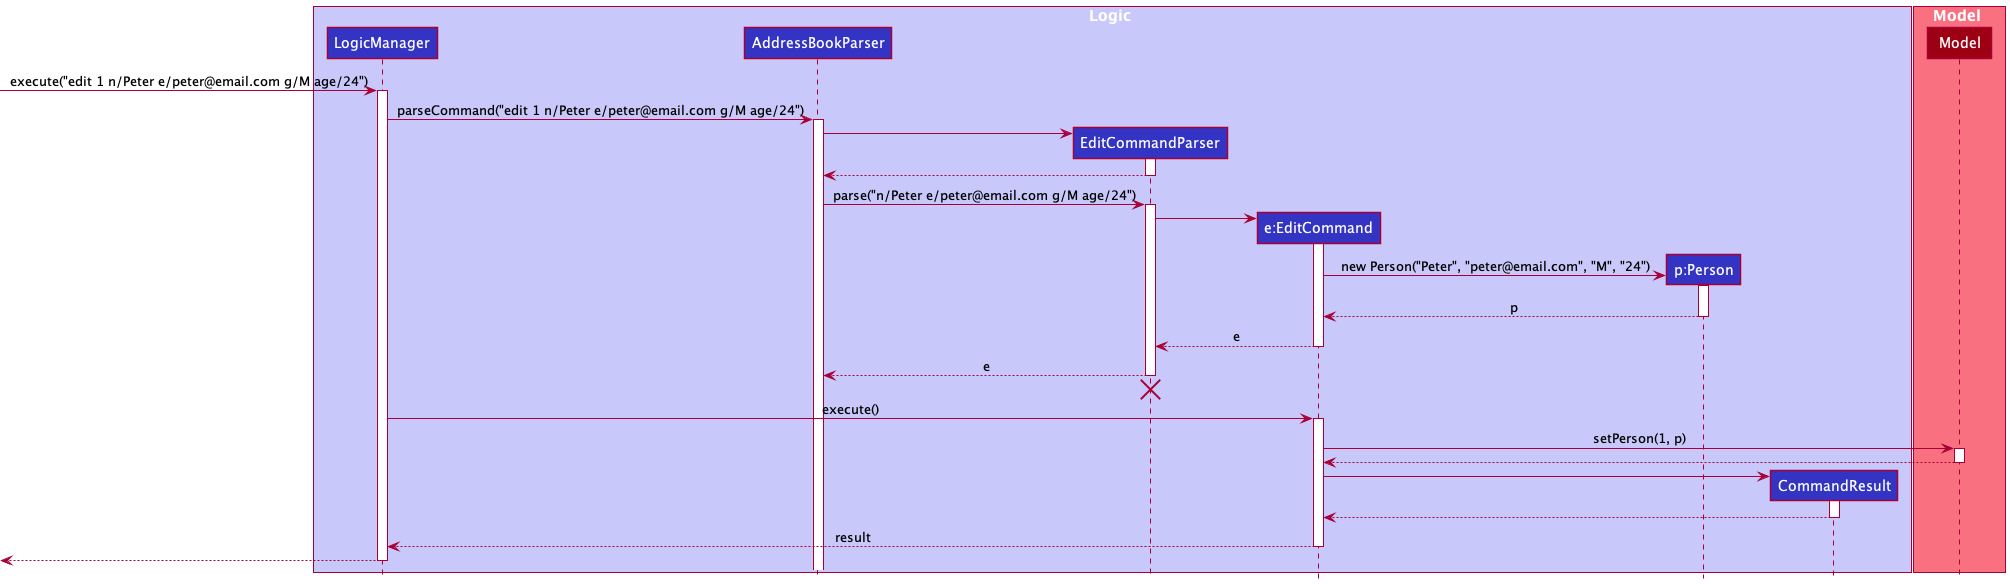 Logic
Model
LogicManager
AddressBookParser
Model
execute("edit 1 n/Peter e/peter@email.com g/M age/24")
parseCommand("edit 1 n/Peter e/peter@email.com g/M age/24")
EditCommandParser
parse("n/Peter e/peter@email.com g/M age/24")
e:EditCommand
new Person("Peter", "peter@email.com", "M", "24")
p:Person
p
e
e
execute()
setPerson(1, p)
CommandResult
result